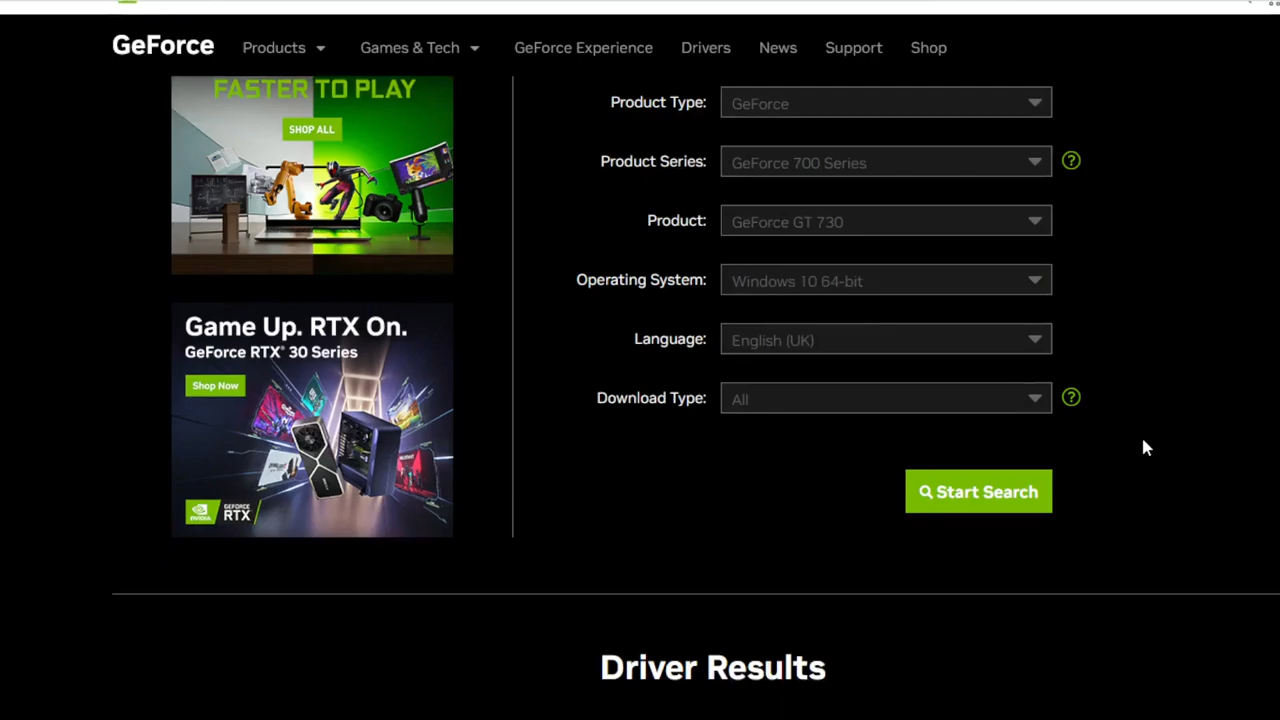 GeForce
Products
Games & Tech
GeForce Experience
Drivers
News
Support
Shop
FASTER TO PLAY
SHOP ALL
Game Up. RTX On.
GeForce RTX® 30 Series
Shop Now
NVIDIA
GEFORCE
RTX
Product Type: GeForce
Product Series: GeForce 700 Series ?
Product: GeForce GT 730
Operating System: Windows 10 64-bit
Language: English (UK)
Download Type: All ?
Start Search
Driver Results